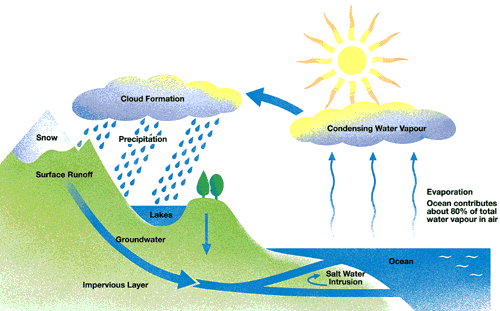 Cloud Formation
Condensing Water Vapour
Snow
Precipitation
Surface Runoff
Evaporation
Ocean contributes
about 80% of total
water vapour in air
Lakes
Groundwater
Ocean
Salt Water
Intrusion
Impervious Layer